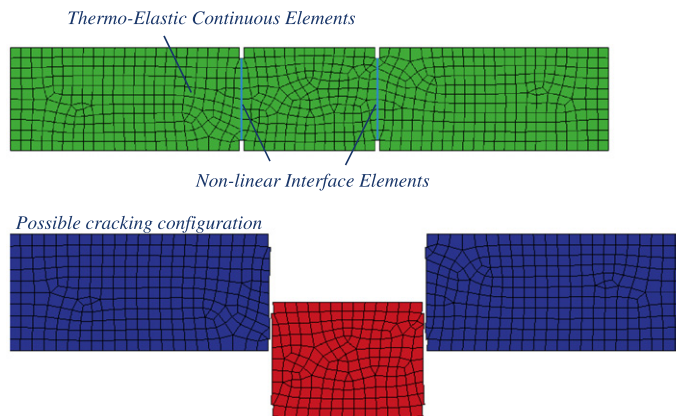 Thermo-Elastic Continuous Elements
Non-linear Interface Elements
Possible cracking configuration